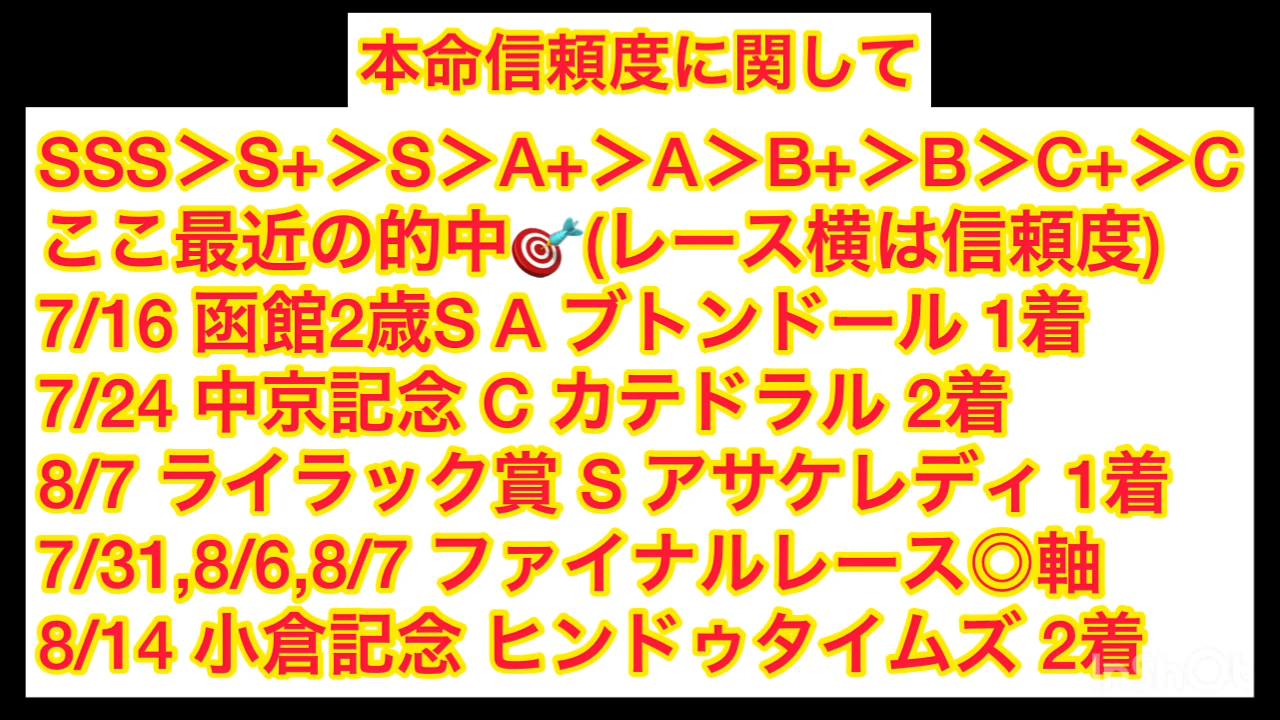 本命信頼度に関して
SSS＞S+＞S＞A+＞A＞B+＞B＞C+＞C
ここ最近の的中🎯(レース横は信頼度)
7/16 函館2歳S A ブトンドール 1着
7/24 中京記念 C カテドラル 2着
8/7 ライラック賞 S アサケレディ 1着
7/31,8/6,8/7 ファイナルレース◎軸
8/14 小倉記念 ヒンドゥタイムズ 2着